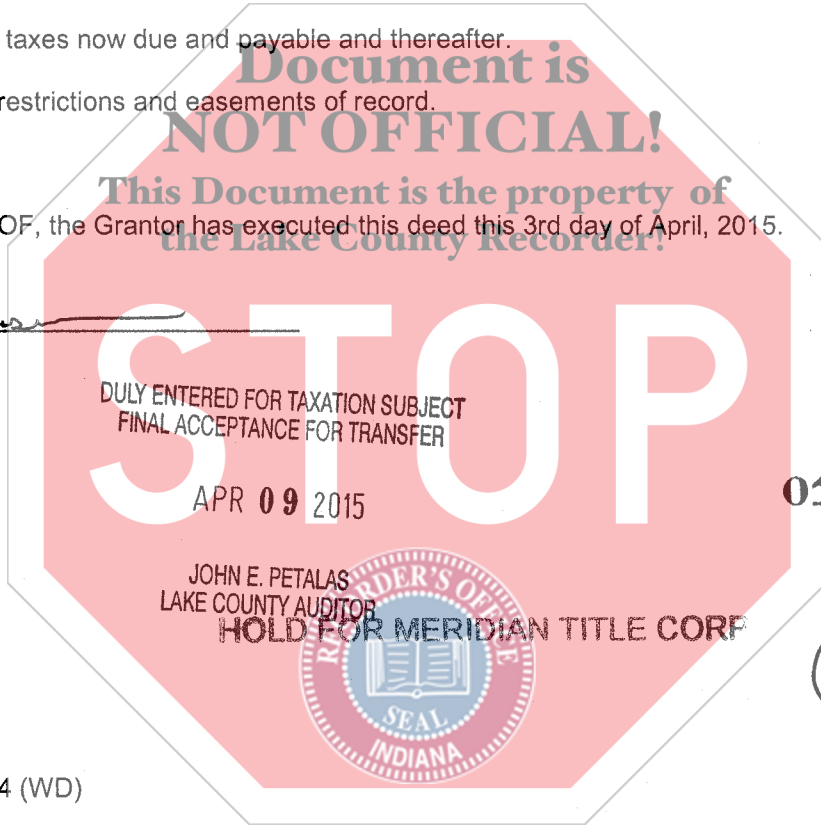 taxes now due and payable and thereafter.
Document is
restrictions and easements of record.
NOT OFFICIAL!
This Document is the property of
OF, the Grantor has executed this deed this 3rd day of April, 2015.
the Lake County Recorder!
STOP
DULY ENTERED FOR TAXATION SUBJECT
FINAL ACCEPTANCE FOR TRANSFER
APR 09 2015
JOHN E. PETALAS
LAKE COUNTY AUDITOR
HOLD FOR MERIDIAN TITLE CORP
RECORDER'S OFFICE
SEAL
INDIANA
4 (WD)